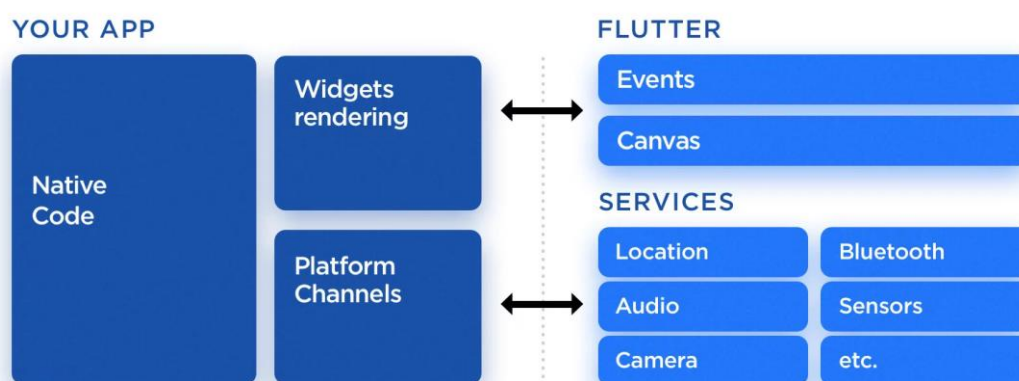 YOUR APP
Native
Code
Widgets
rendering
Platform
Channels
FLUTTER
Events
Canvas
SERVICES
Location
Bluetooth
Audio
Sensors
Camera
etc.